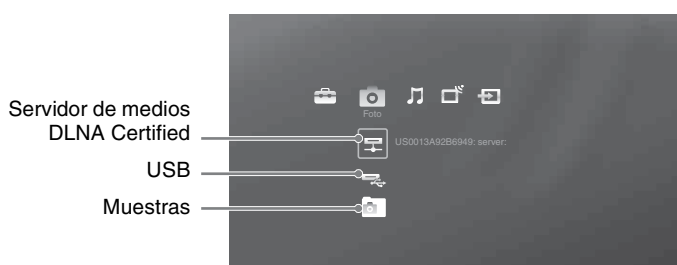 Foto
Servidor de medios
DLNA Certified
US0013A92B6949: server:
USB
Muestras